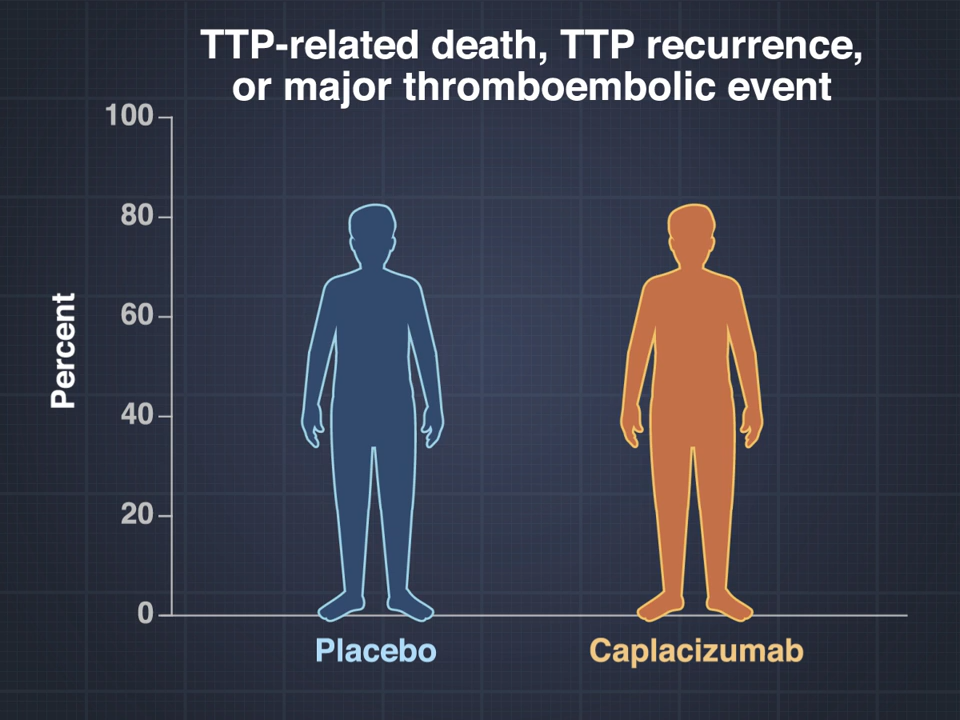 TTP-related death, TTP recurrence,
or major thromboembolic event
100
80
60
40
20
0
Percent
Placebo
Caplacizumab